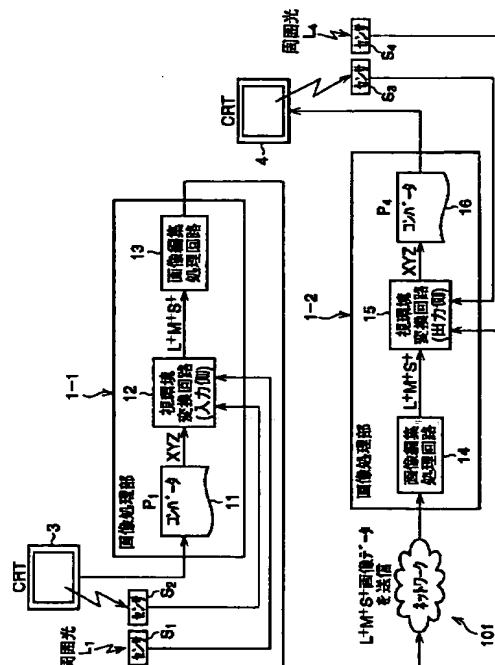 CRT
3
周囲光
L1
センサ
S1
センサ
S2
画像処理部
1-1
P1
コンバータ
11
XYZ
12
視環境
変換回路
(入力側)
L+M+S+
13
画像編集
処理回路
L+M+S+画像データ
を送信
ネットワーク
101
画像処理部
1-2
画像編集
処理回路
14
L+M+S+
15
視環境
変換回路
(出力側)
XYZ
P4
コンバータ
16
CRT
4
周囲光
L4
センサ
S4
センサ
S3